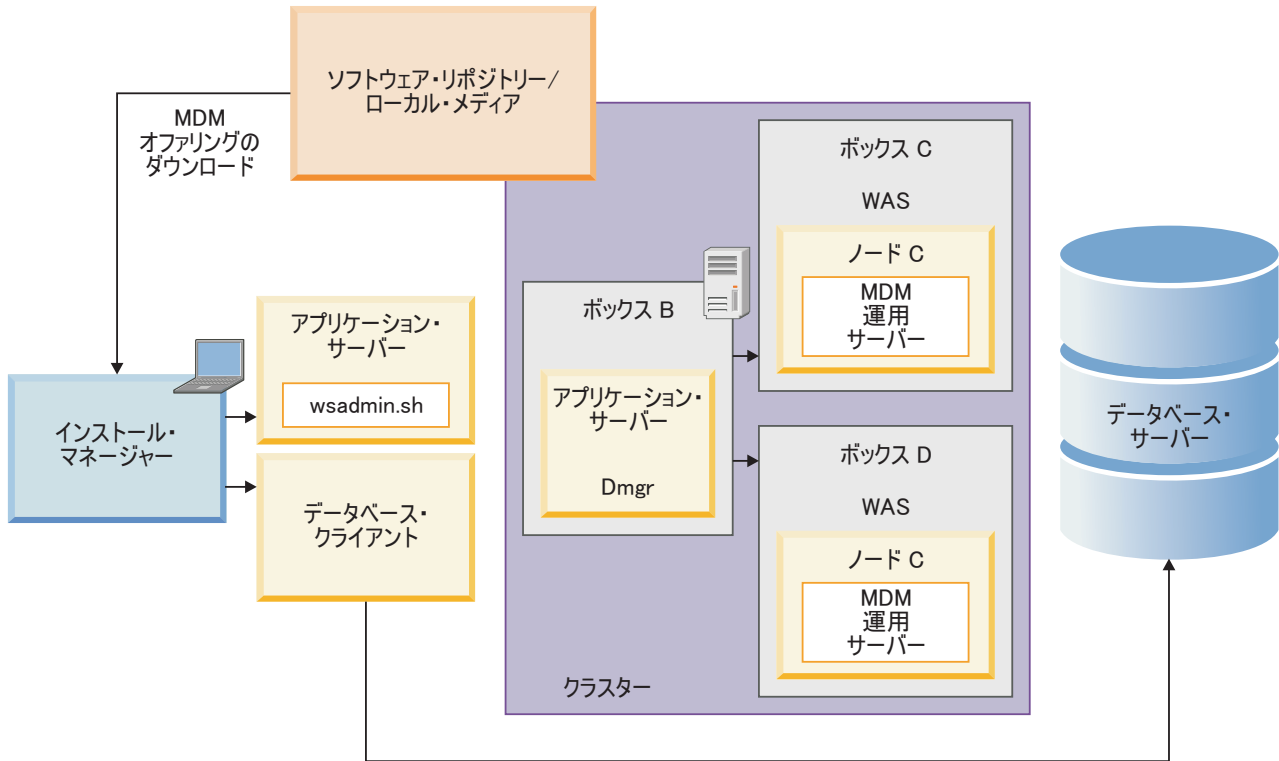 ソフトウェア・リポジトリー/
ローカル・メディア
MDM
オファリングの
ダウンロード
インストール・
マネージャー
アプリケーション・
サーバー
wsadmin.sh
データベース・
クライアント
ボックス B
アプリケーション・
サーバー
Dmgr
ボックス C
WAS
ノード C
MDM
運用
サーバー
ボックス D
WAS
ノード C
MDM
運用
サーバー
クラスター
データベース・
サーバー